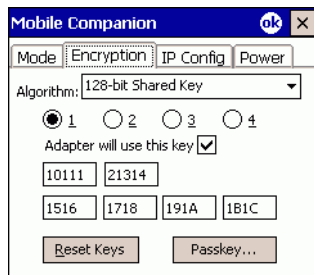 Mobile Companion ok
Mode Encryption IP Config Power
Algorithm: 128-bit Shared Key
1 2 3 4
Adapter will use this key
10111 21314
1516 1718 191A 1B1C
Reset Keys Passkey...